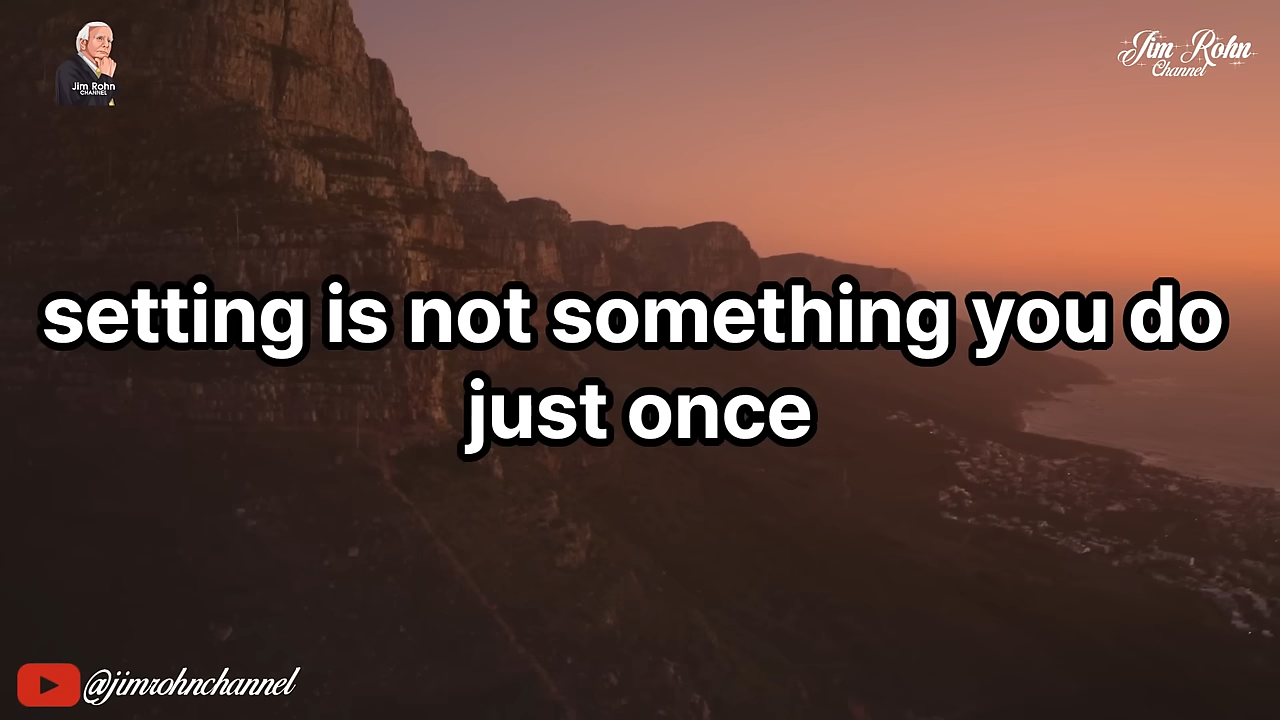 Jim Rohn
CHANNEL
Jim Rohn
Channel
setting is not something you do
just once
@jimrohnchannel